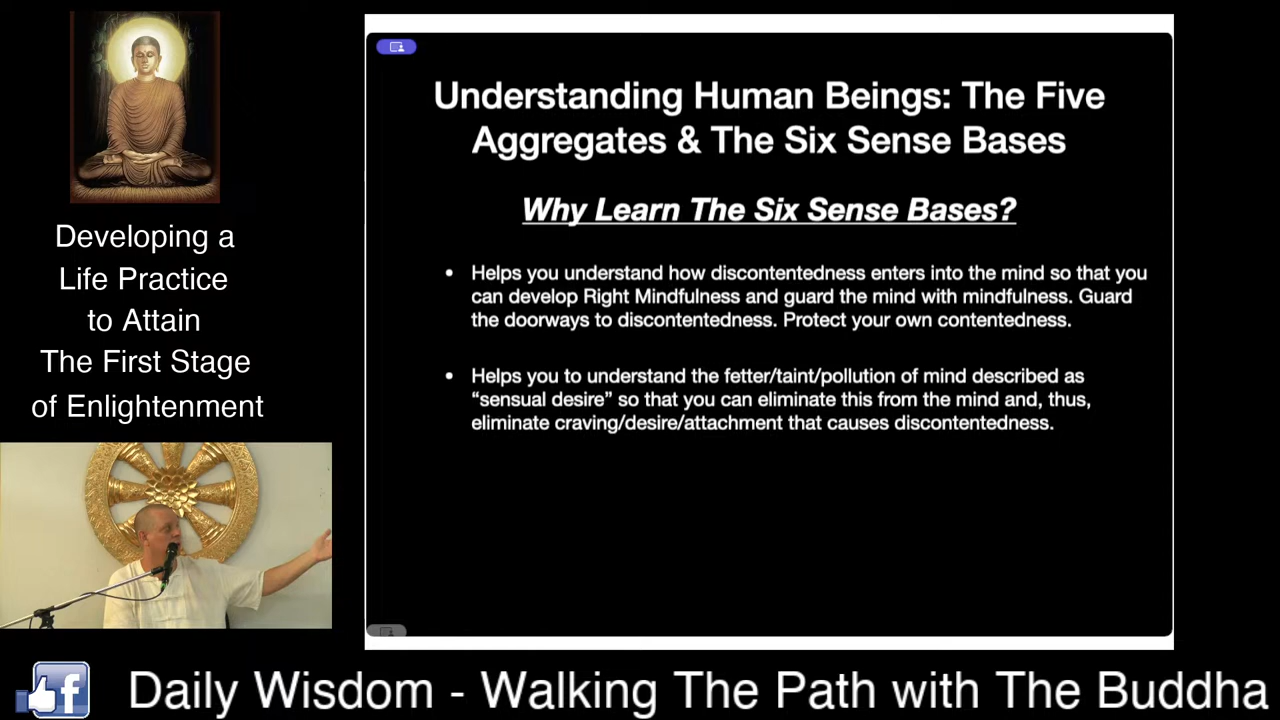 Developing a
Life Practice
to Attain
The First Stage
of Enlightenment
Understanding Human Beings: The Five
Aggregates & The Six Sense Bases
Why Learn The Six Sense Bases?
• Helps you understand how discontentedness enters into the mind so that you
can develop Right Mindfulness and guard the mind with mindfulness. Guard
the doorways to discontentedness. Protect your own contentedness.
• Helps you to understand the fetter/taint/pollution of mind described as
“sensual desire” so that you can eliminate this from the mind and, thus,
eliminate craving/desire/attachment that causes discontentedness.
f
Daily Wisdom - Walking The Path with The Buddha